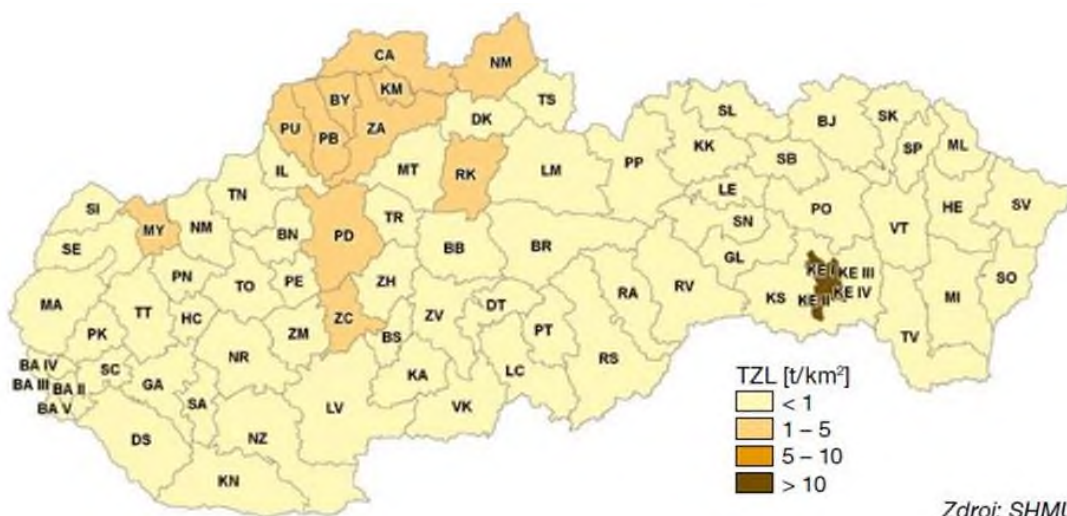 CA
NM
BY
KM
TS
PU
PB
ZA
DK
SL
BJ
SK
SP
ML
IL
MT
RK
LM
PP
KK
SB
TN
LE
PO
HE
SV
SI
MY
NM
BN
PD
TR
BB
BR
SN
VT
SE
GL
KE I
KE III
SO
PN
TO
PE
ZH
RA
RV
KS
KE II
KE IV
MI
MA
TT
HC
ZC
DT
PK
ZM
BS
ZV
PT
TV
BA IV
SC
NR
RS
BA III
BA II
GA
KA
LC
BA V
SA
LV
VK
DS
NZ
KN
TZL [t/km²]
< 1
1 – 5
5 – 10
> 10
Zdroj: SHMÚ